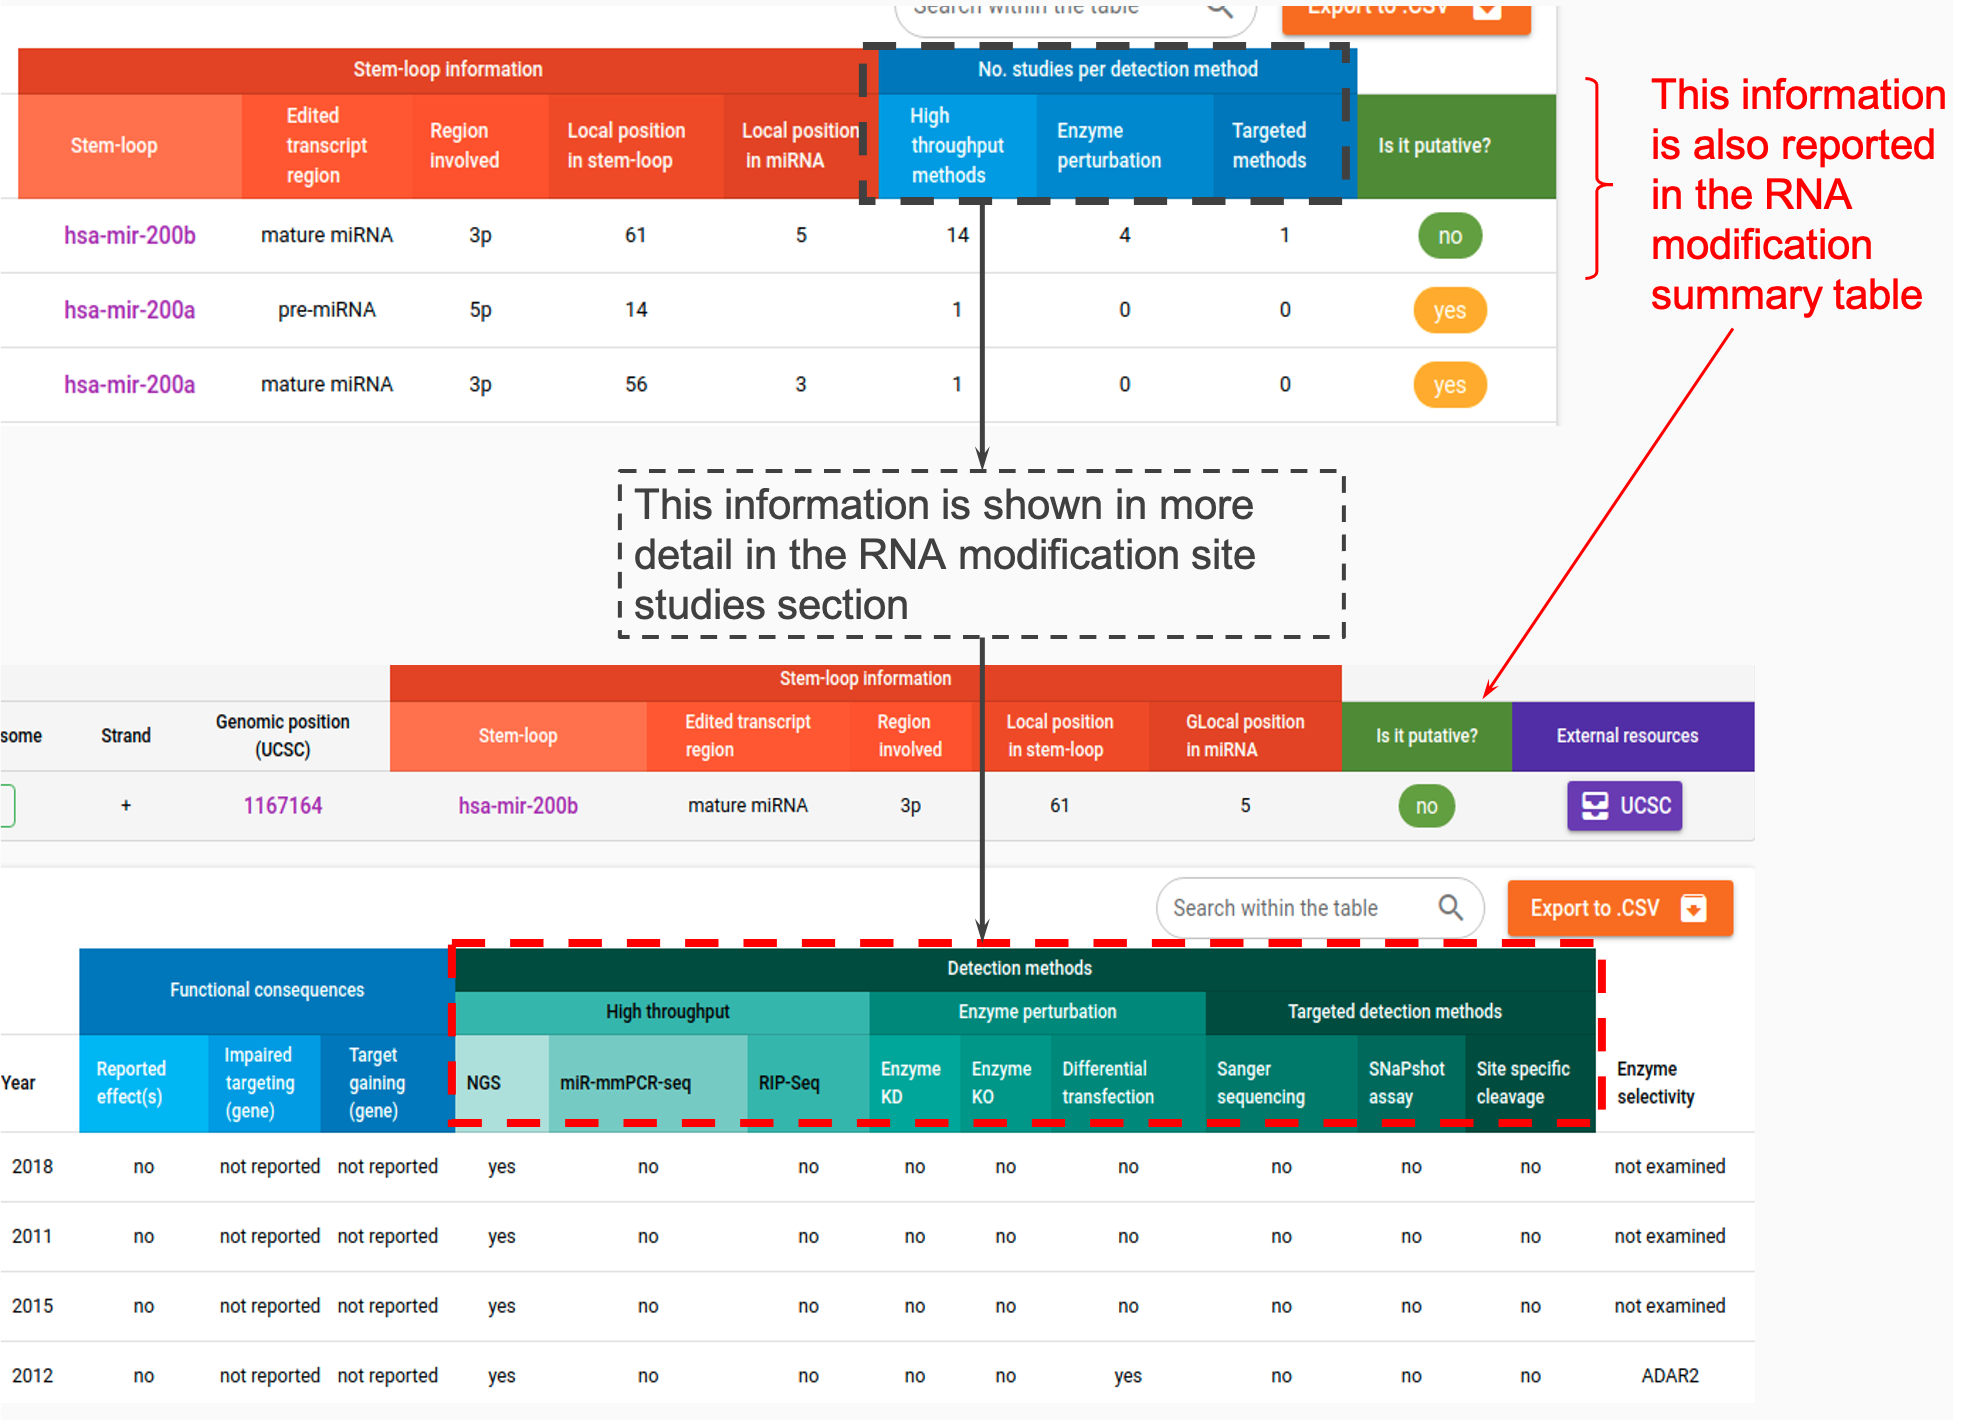 Search within the table
Export to .CSV
Stem-loop information
No. studies per detection method
Stem-loop
Edited transcript region
Region involved
Local position in stem-loop
Local position in miRNA
High throughput methods
Enzyme perturbation
Targeted methods
Is it putative?
hsa-mir-200b mature miRNA 3p 61 5 14 4 1 no
hsa-mir-200a pre-miRNA 5p 14 1 0 0 yes
hsa-mir-200a mature miRNA 3p 56 3 1 0 0 yes
This information
is also reported
in the RNA
modification
summary table
This information is shown in more
detail in the RNA modification site
studies section
Stem-loop information
some
Strand
Genomic position (UCSC)
Stem-loop
Edited transcript region
Region involved
Local position in stem-loop
GLocal position in miRNA
Is it putative?
External resources
+ 1167164 hsa-mir-200b mature miRNA 3p 61 5 no UCSC
Search within the table
Export to .CSV
Functional consequences
Detection methods
High throughput
Enzyme perturbation
Targeted detection methods
Year
Reported effect(s)
Impaired targeting (gene)
Target gaining (gene)
NGS
miR-mmPCR-seq
RIP-Seq
Enzyme KD
Enzyme KO
Differential transfection
Sanger sequencing
SNaPshot assay
Site specific cleavage
Enzyme selectivity
2018 no not reported not reported yes no no no no no no no no not examined
2011 no not reported not reported yes no no no no no no no no not examined
2015 no not reported not reported yes no no no no no no no no not examined
2012 no not reported not reported yes no no no no yes no no no ADAR2